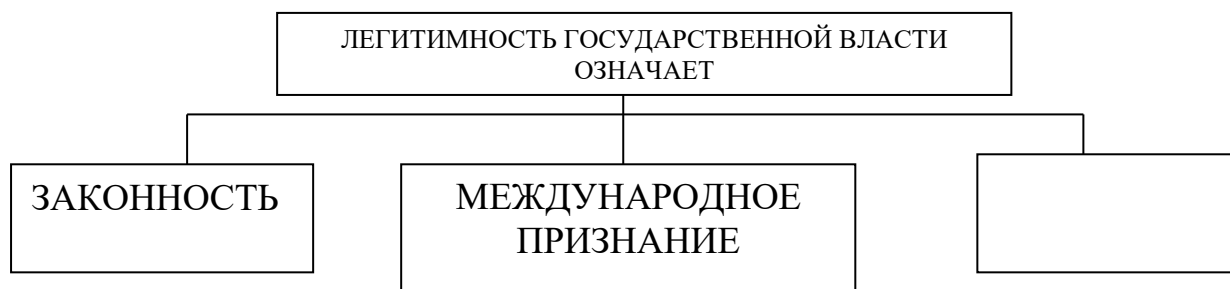 ЛЕГИТИМНОСТЬ ГОСУДАРСТВЕННОЙ ВЛАСТИ
ОЗНАЧАЕТ
ЗАКОННОСТЬ
МЕЖДУНАРОДНОЕ
ПРИЗНАНИЕ